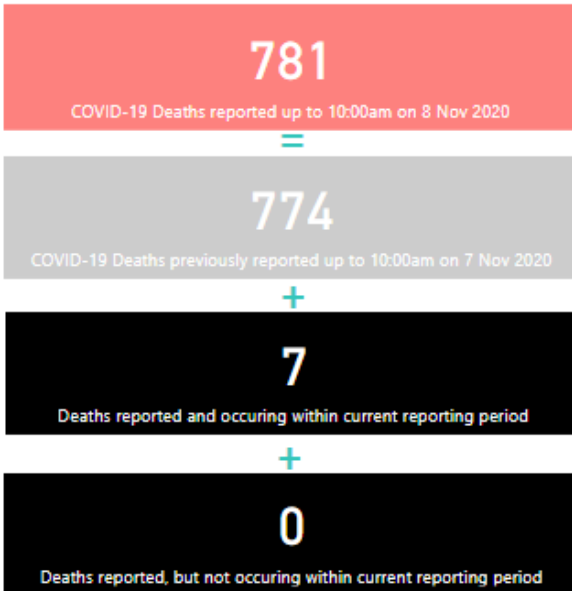 781
COVID-19 Deaths reported up to 10:00am on 8 Nov 2020
=
774
COVID-19 Deaths previously reported up to 10:00am on 7 Nov 2020
+
7
Deaths reported and occuring within current reporting period
+
0
Deaths reported, but not occuring within current reporting period